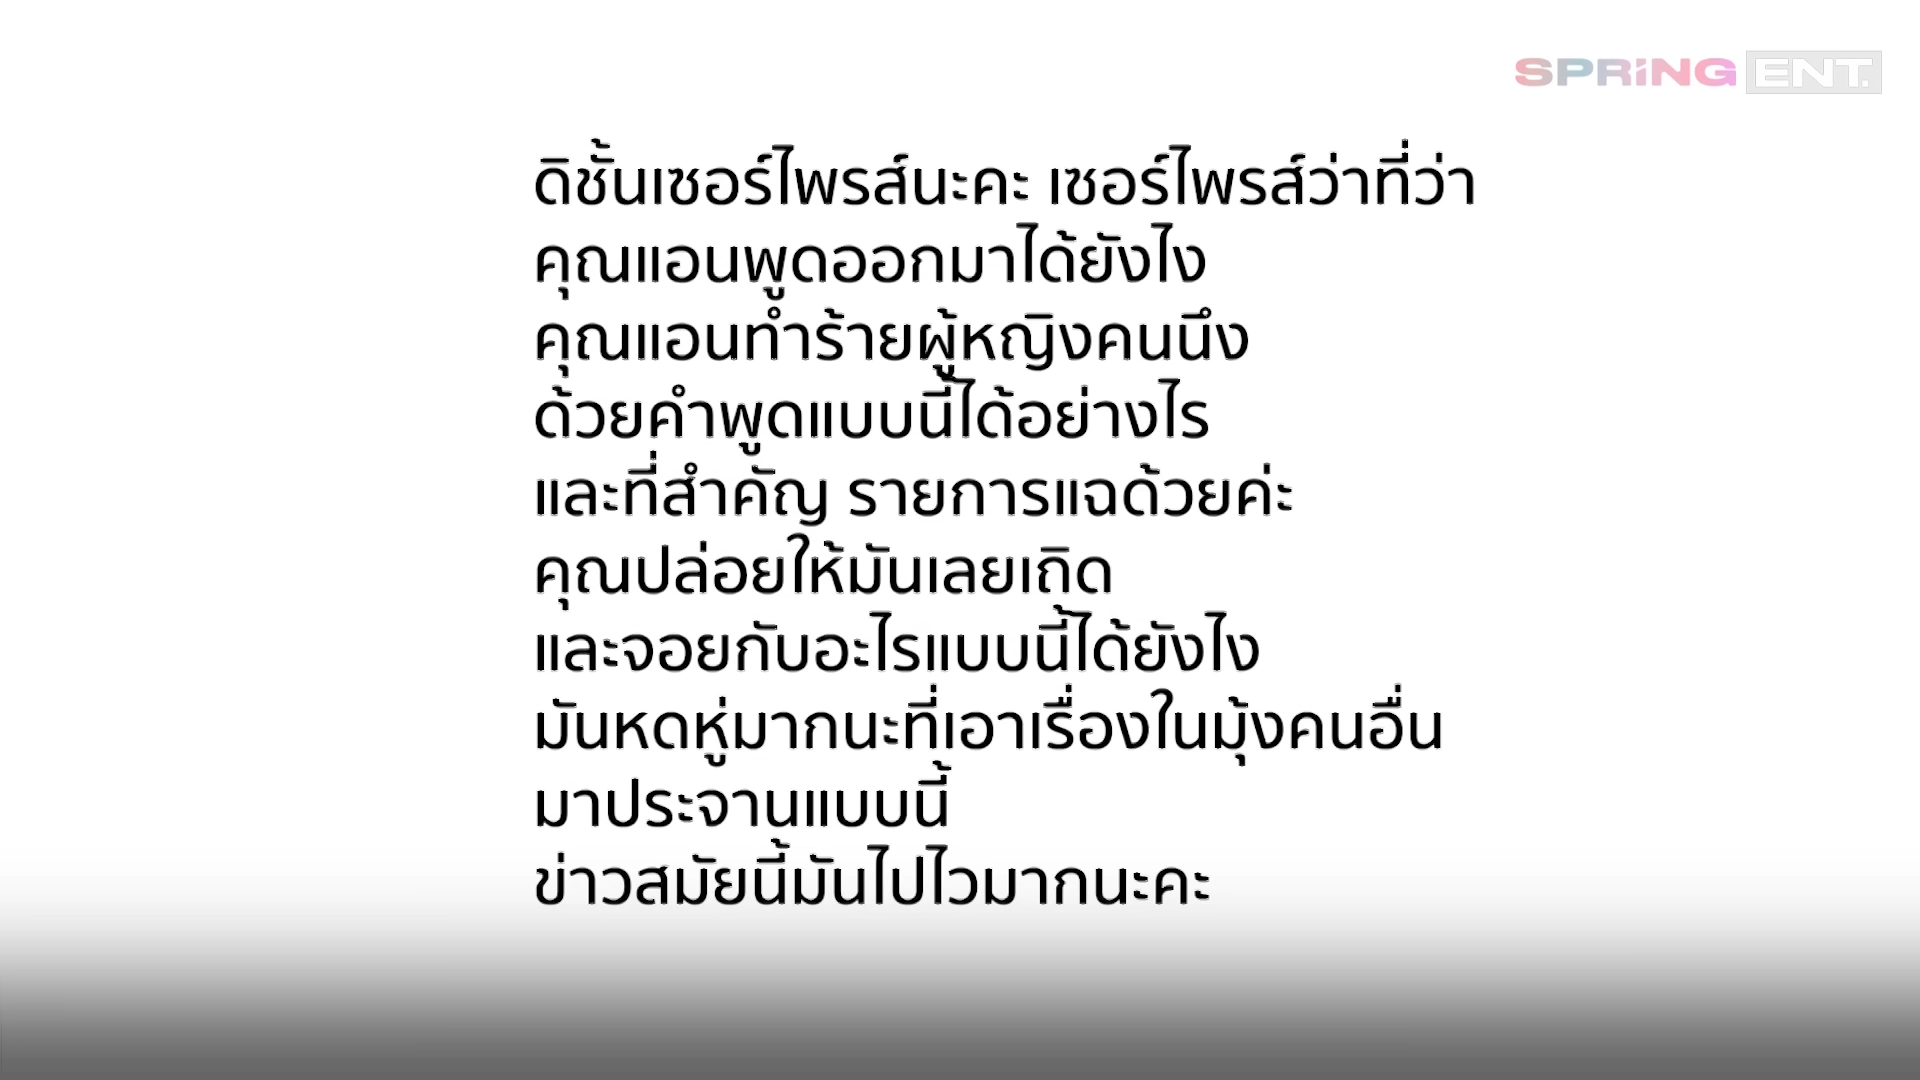 SPRiNG ENT.
ดิชั้นเซอร์ไพรส์นะคะ เซอร์ไพรส์ว่าที่ว่า
คุณแอนพูดออกมาได้ยังไง
คุณแอนทำร้ายผู้หญิงคนนึง
ด้วยคำพูดแบบนี้ได้อย่างไร
และที่สำคัญ รายการแฉด้วยค่ะ
คุณปล่อยให้มันเลยเถิด
และจอยกับอะไรแบบนี้ได้ยังไง
มันหดหู่มากนะที่เอาเรื่องในมุ้งคนอื่น
มาประจานแบบนี้
ข่าวสมัยนี้มันไปไวมากนะคะ